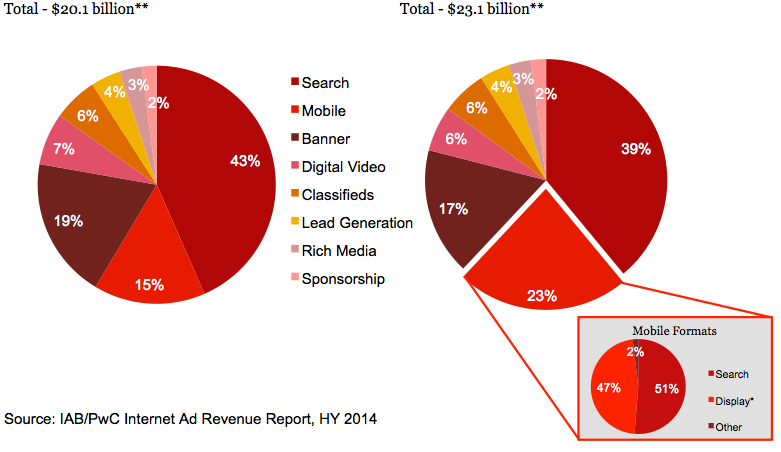 Total - $20.1 billion**
Total - $23.1 billion**
43%
15%
19%
7%
6%
4%
3%
2%
Search
Mobile
Banner
Digital Video
Classifieds
Lead Generation
Rich Media
Sponsorship
39%
23%
17%
6%
6%
4%
3%
2%
Mobile Formats
51%
47%
2%
Search
Display*
Other
Source: IAB/PwC Internet Ad Revenue Report, HY 2014